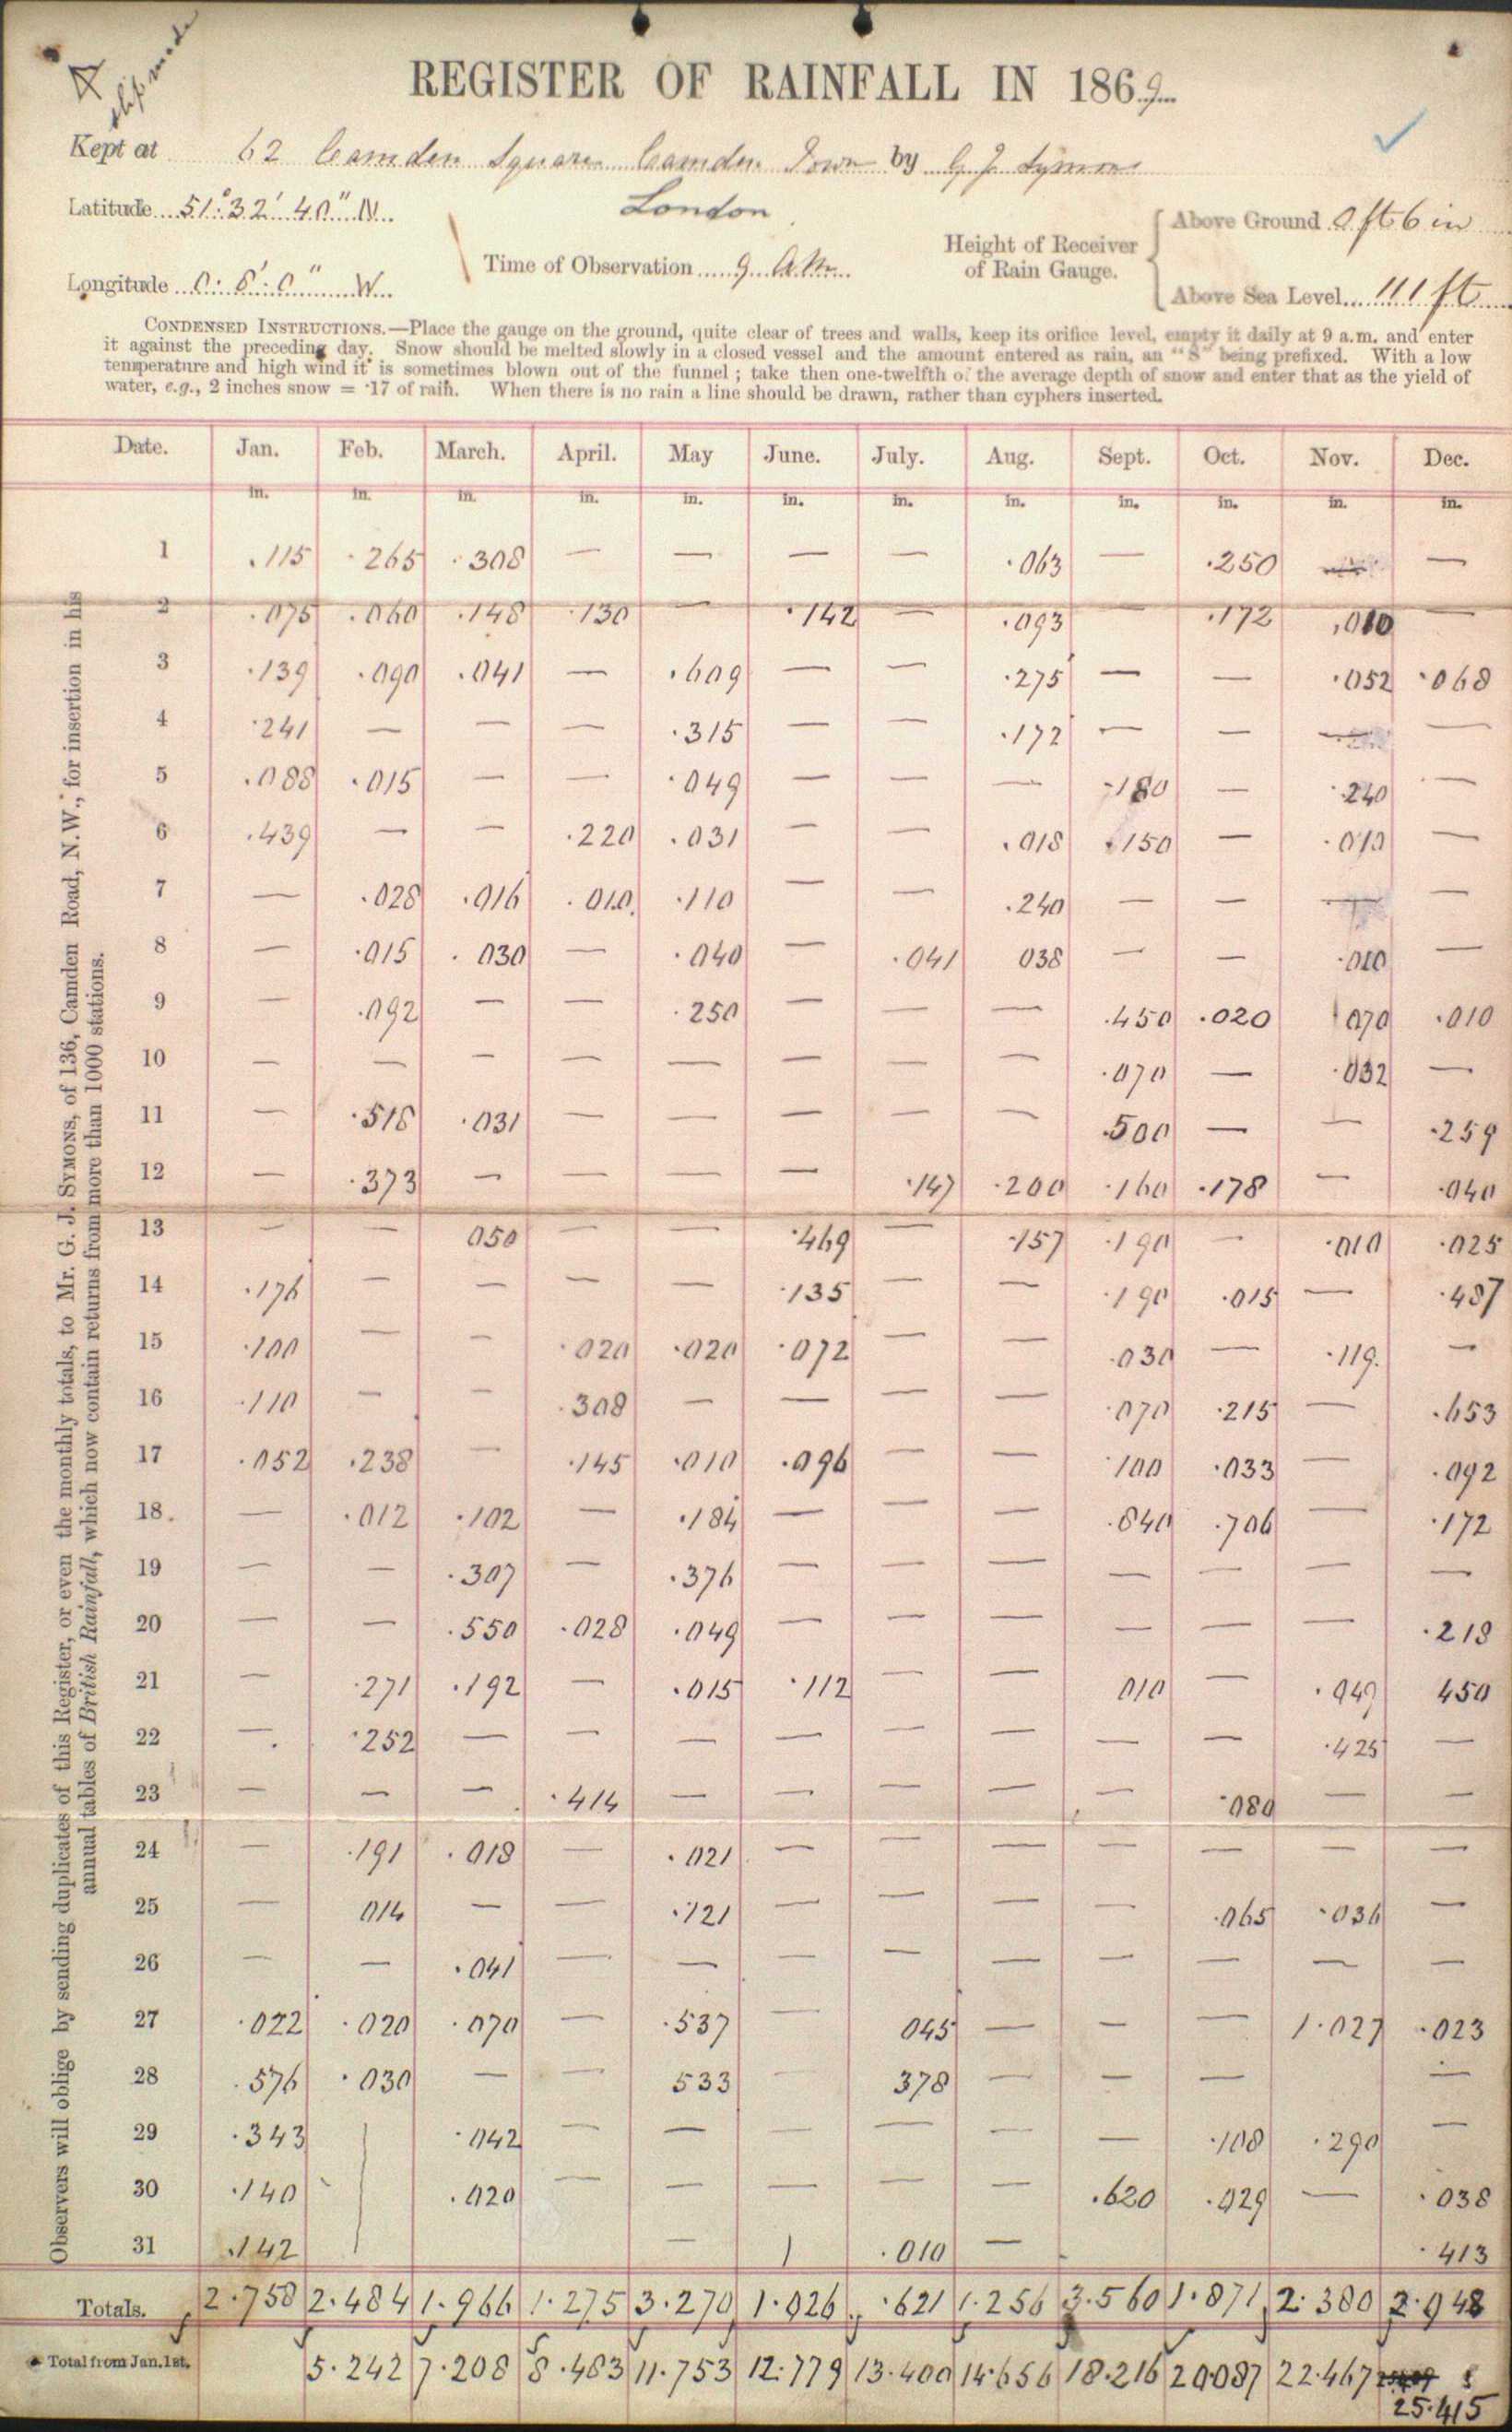 slip made
REGISTER OF RAINFALL IN 1869
Kept at 62 Camden Square Camden Town by G J Symons
London
Latitude 51° 32' 40" N
Longitude 0° 8' 0" W
Time of Observation 9 A.M.
Height of Receiver of Rain Gauge.
Above Ground 0 ft 6 in
Above Sea Level 111 ft
CONDENSED INSTRUCTIONS.—Place the gauge on the ground, quite clear of trees and walls, keep its orifice level, empty it daily at 9 a.m. and enter
it against the preceding day. Snow should be melted slowly in a closed vessel and the amount entered as rain, an "S" being prefixed. With a low
temperature and high wind it is sometimes blown out of the funnel; take then one-twelfth of the average depth of snow and enter that as the yield of
water, e.g., 2 inches snow = ·17 of rain. When there is no rain a line should be drawn, rather than cyphers inserted.
Date. Jan. Feb. March. April. May June. July. Aug. Sept. Oct. Nov. Dec.
in. in. in. in. in. in. in. in. in. in. in. in.
1 .115 .265 .308 — — — — .063 — .250 — —
2 .075 .060 .148 .130 — .142 — .093 — .172 .010 —
3 .139 .090 .041 — .609 — — .275 — — .052 .068
4 .241 — — — .315 — — .172 — — — —
5 .088 .015 — — .049 — — — .180 — .240 —
6 .439 — — .220 .031 — — .018 .150 — .010 —
7 — .028 .016 .010 .110 — — .240 — — — —
8 — .015 .030 — .040 — .041 038 — — .010 —
9 — .092 — — .250 — — — .450 .020 070 .010
10 — — — — — — — — .070 — .032 —
11 — .518 .031 — — — — — .500 — — .259
12 — .373 — — — — .147 .200 .160 .178 — .040
13 — — 050 — — .469 — .157 .190 — .010 .025
14 .176 — — — — .135 — — .190 .015 — .487
15 .100 — — .020 .020 .072 — — .030 — .119 —
16 .110 — — .308 — — — — .070 .215 — .653
17 .052 .238 — .145 .010 .096 — — .100 .033 — .092
18. — .012 .102 — .184 — — — .840 .706 — .172
19 — — .307 — .376 — — — — — — —
20 — — .550 .028 .049 — — — — — — .218
21 — .271 .192 — .015 .112 — — 010 — .049 450
22 — .252 — — — — — — — — .425 —
23 — — — .414 — — — — — .080 — —
24 — .191 .018 — .021 — — — — — — —
25 — 014 — — .121 — — — — .065 .036 —
26 — — .041 — — — — — — — — —
27 .022 .020 .070 — .537 — 045 — — — 1.027 .023
28 .576 .030 — — 533 — 378 — — — —
29 .343 .042 — — — — — — .108 .290 —
30 .140 .020 — — — — — .620 .029 — .038
31 .142 — .010 — .413
Totals. 2.758 2.484 1.966 1.275 3.270 1.026 .621 1.256 3.560 1.871 2.380 2.948
Total from Jan. 1st. 5.242 7.208 8.483 11.753 12.779 13.400 14.656 18.216 20.087 22.467
25.415
Observers will oblige by sending duplicates of this Register, or even the monthly totals, to Mr. G. J. SYMONS, of 136, Camden Road, N.W., for insertion in his
annual tables of British Rainfall, which now contain returns from more than 1000 stations.